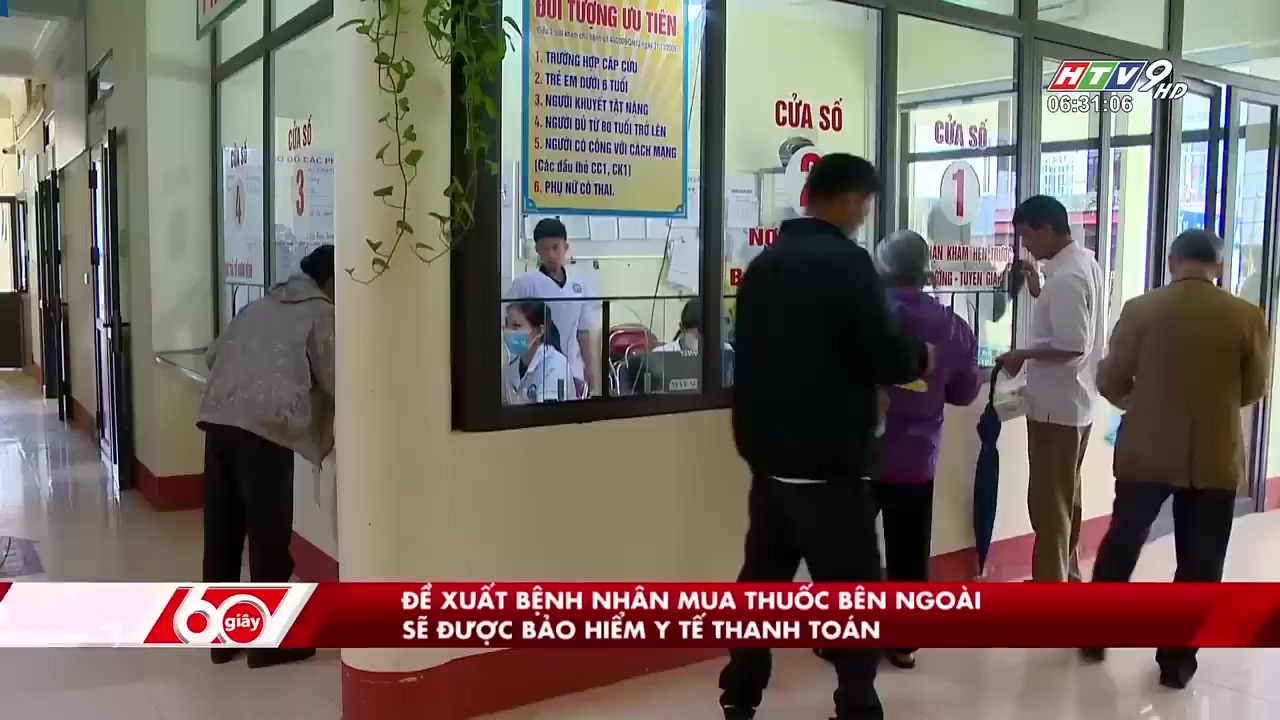 ĐỐI TƯỢNG ƯU TIÊN
1. TRƯỜNG HỢP CẤP CỨU
2. TRẺ EM DƯỚI 6 TUỔI
3. NGƯỜI KHUYẾT TẬT NẶNG
4. NGƯỜI ĐỦ TỪ 80 TUỔI TRỞ LÊN
5. NGƯỜI CÓ CÔNG VỚI CÁCH MẠNG
(Các đầu thẻ CC1, CK1)
6. PHỤ NỮ CÓ THAI.
CỬA SỐ
4
CỬA SỐ
3
CỬA SỐ
2
CỬA SỐ
1
HTV9 HD
06:31:06
60 giây
ĐỀ XUẤT BỆNH NHÂN MUA THUỐC BÊN NGOÀI
SẼ ĐƯỢC BẢO HIỂM Y TẾ THANH TOÁN